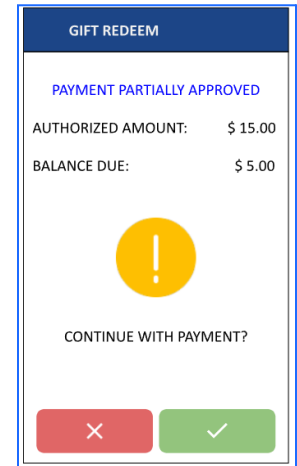 GIFT REDEEM
PAYMENT PARTIALLY APPROVED
AUTHORIZED AMOUNT: $ 15.00
BALANCE DUE: $ 5.00
CONTINUE WITH PAYMENT?